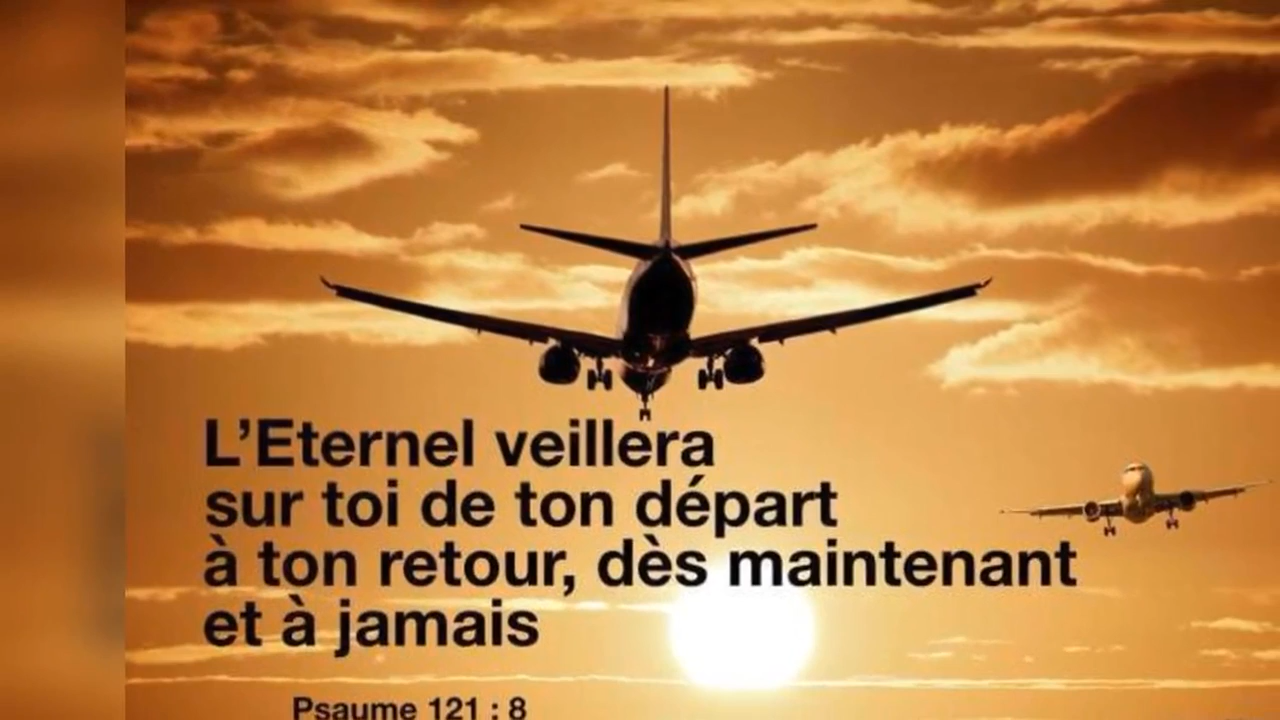 L’Eternel veillera
sur toi de ton départ
à ton retour, dès maintenant
et à jamais
Psaume 121 : 8